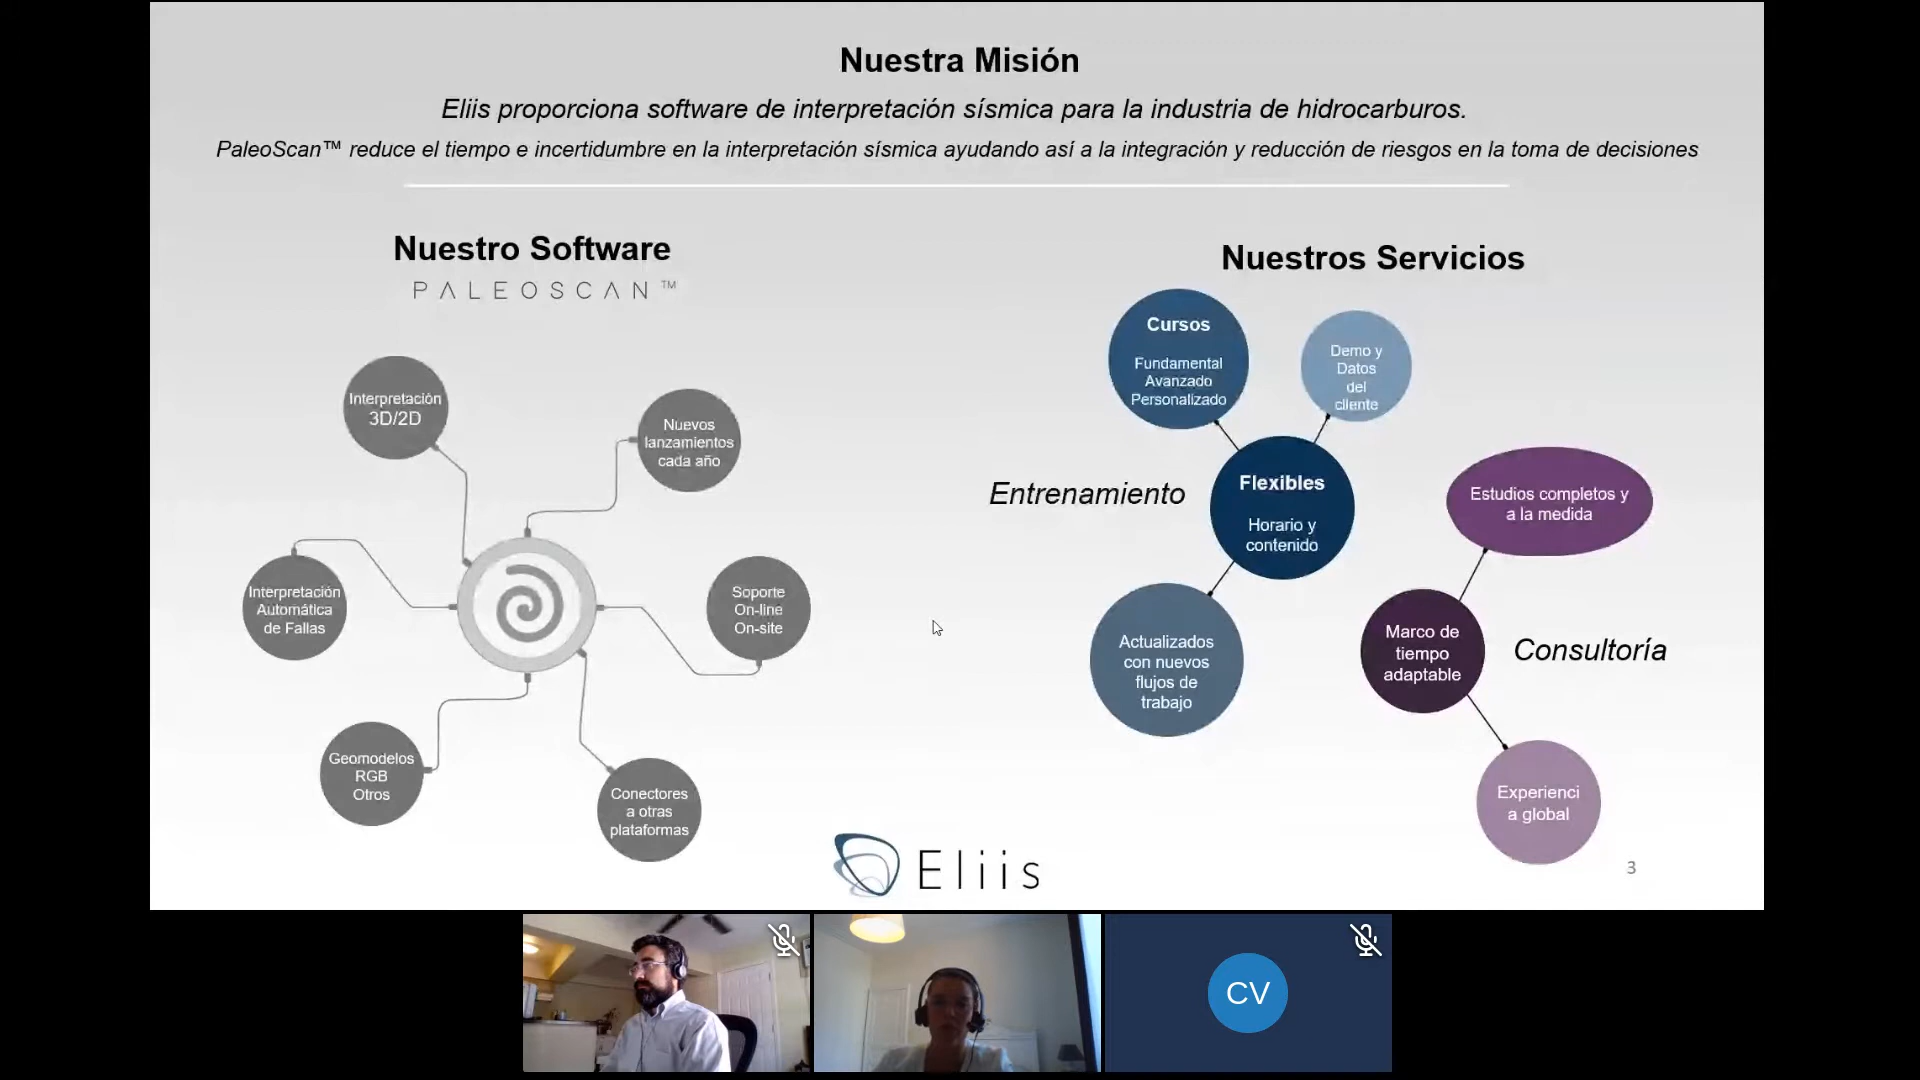 Nuestra Misión
Eliis proporciona software de interpretación sísmica para la industria de hidrocarburos.
PaleoScan™ reduce el tiempo e incertidumbre en la interpretación sísmica ayudando así a la integración y reducción de riesgos en la toma de decisiones
Nuestro Software
PALEOSCAN™
Interpretación
3D/2D
Nuevos
lanzamientos
cada año
Interpretación
Automática
de Fallas
Soporte
On-line
On-site
Geomodelos
RGB
Otros
Conectores
a otras
plataformas
Nuestros Servicios
Cursos
Fundamental
Avanzado
Personalizado
Demo y
Datos
del
cliente
Entrenamiento
Flexibles
Horario y
contenido
Actualizados
con nuevos
flujos de
trabajo
Estudios completos y
a la medida
Marco de
tiempo
adaptable
Consultoría
Experienci
a global
Eliis
3
CV